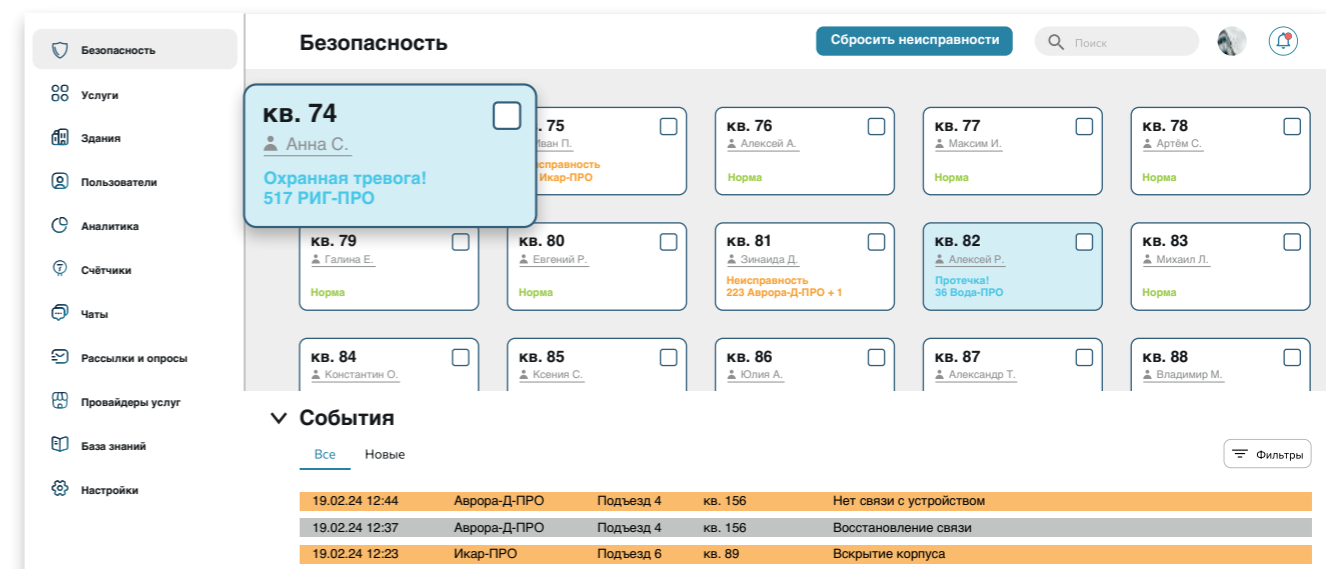 Безопасность
Услуги
Здания
Пользователи
Аналитика
Счётчики
Чаты
Рассылки и опросы
Провайдеры услуг
База знаний
Настройки
Безопасность
Сбросить неисправности
Поиск
кв. 74
Анна С.
Охранная тревога!
517 РИГ-ПРО
. 75
Иван П.
справность
Икар-ПРО
кв. 76
Алексей А.
Норма
кв. 77
Максим И.
Норма
кв. 78
Артём С.
Норма
кв. 79
Галина Е.
Норма
кв. 80
Евгений Р.
Норма
кв. 81
Зинаида Д.
Неисправность
223 Аврора-Д-ПРО + 1
кв. 82
Алексей Р.
Протечка!
36 Вода-ПРО
кв. 83
Михаил Л.
Норма
кв. 84
Константин О.
кв. 85
Ксения С.
кв. 86
Юлия А.
кв. 87
Александр Т.
кв. 88
Владимир М.
События
Все Новые
Фильтры
19.02.24 12:44 Аврора-Д-ПРО Подъезд 4 кв. 156 Нет связи с устройством
19.02.24 12:37 Аврора-Д-ПРО Подъезд 4 кв. 156 Восстановление связи
19.02.24 12:23 Икар-ПРО Подъезд 6 кв. 89 Вскрытие корпуса